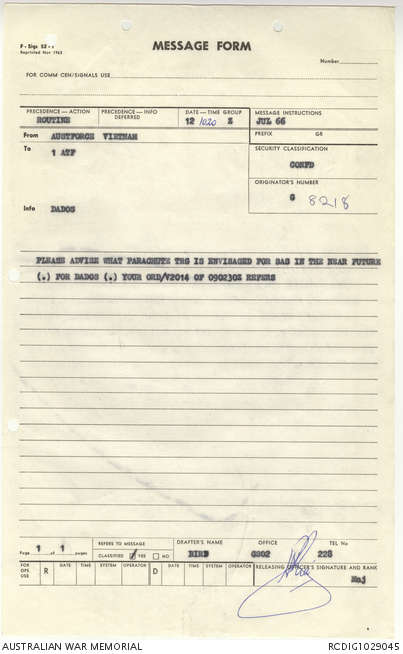 F-Sigs 52
Reprinted Nov 1965
MESSAGE FORM
Number
FOR COMM CEN/SIGNALS USE
PRECEDENCE — ACTION
ROUTINE
PRECEDENCE — INFO
DEFERRED
DATE — TIME GROUP
12 1020 Z
MESSAGE INSTRUCTIONS
JUL 66
From AUSTFORCE VIETNAM
PREFIX GR
To 1 ATF
SECURITY CLASSIFICATION
CONFD
ORIGINATOR'S NUMBER
G 8218
Info DADOS
PLEASE ADVISE WHAT PARACHUTE TRG IS ENVISAGED FOR SAS IN THE NEAR FUTURE
(.) FOR DADOS (.) YOUR ORD/V2014 OF 090230Z REFERS
Page 1 of 1 pages
REFERS TO MESSAGE
CLASSIFIED YES NO
DRAFTER'S NAME
BIRD
OFFICE
GSO2
TEL No
228
FOR OPS USE
R DATE TIME SYSTEM OPERATOR D DATE TIME SYSTEM OPERATOR
RELEASING OFFICER'S SIGNATURE AND RANK
Maj
AUSTRALIAN WAR MEMORIAL
RCDIG1029045